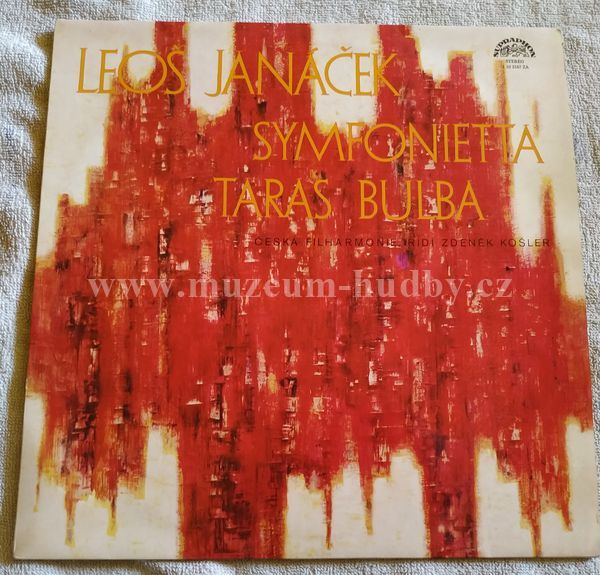 LEOŠ JANÁČEK
SUPRAPHON
STEREO
SYMFONIETTA
TARAS BULBA
ČESKÁ FILHARMONIE ŘÍDÍ ZDENĚK KOŠLER
www.muzeum-hudby.cz